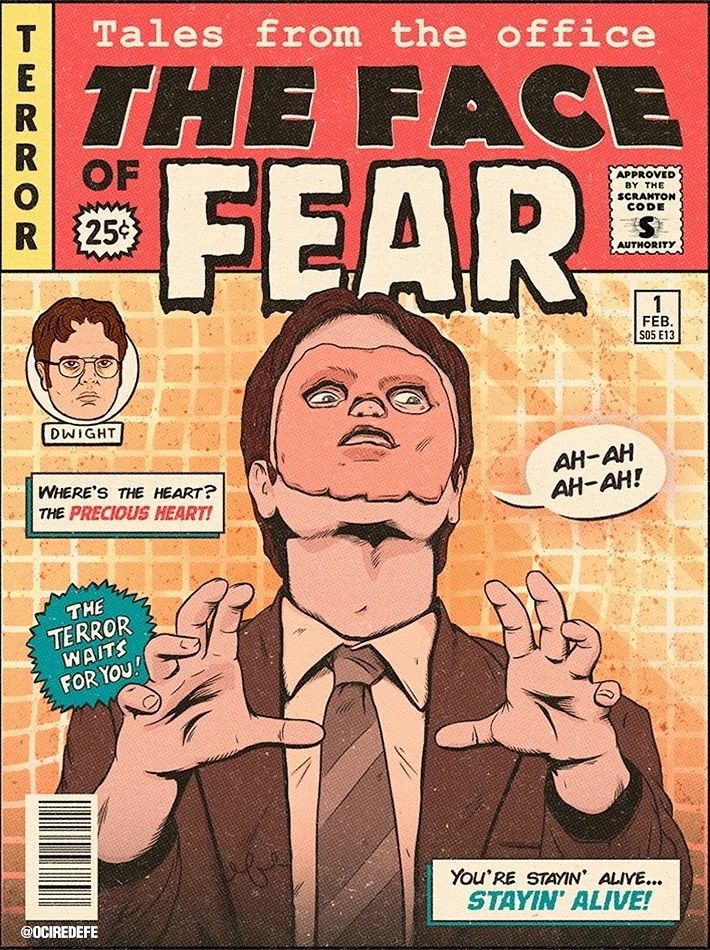 TERROR
Tales from the office
THE FACE
OF
FEAR
25¢
APPROVED
BY THE
SCRANTON
CODE
S
AUTHORITY
1
FEB.
S05 E13
DWIGHT
WHERE'S THE HEART?
THE PRECIOUS HEART!
AH-AH
AH-AH!
THE
TERROR
WAITS
FOR YOU!
YOU'RE STAYIN' ALIVE...
STAYIN' ALIVE!
@OCIREDEFE